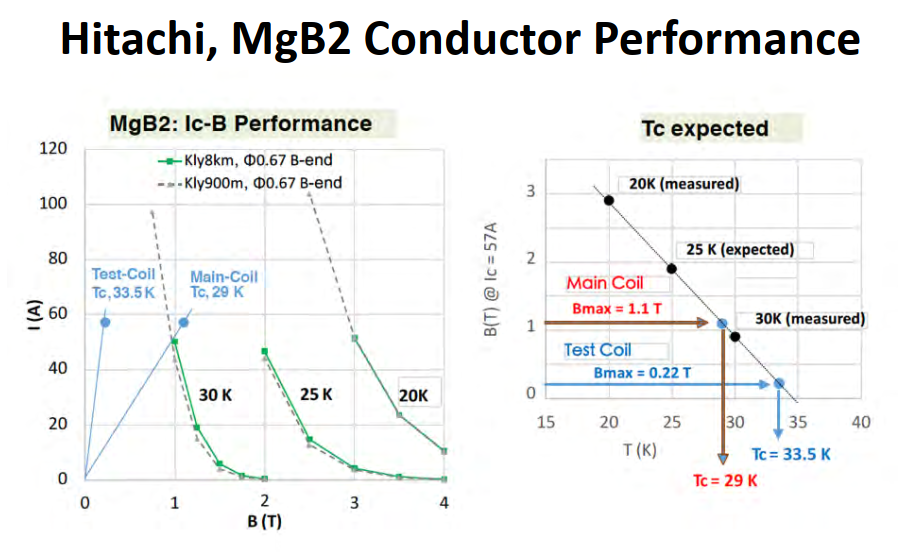 Hitachi, MgB2 Conductor Performance
MgB2: Ic-B Performance
120
100
80
60
40
20
0
I (A)
Kly8km, Φ0.67 B-end
Kly900m, Φ0.67 B-end
Test-Coil
Tc, 33.5 K
Main-Coil
Tc, 29 K
30 K
25 K
20K
0
1
2
3
4
B (T)
Tc expected
3
2
1
0
B(T) @ Ic = 57A
20K (measured)
25 K (expected)
30K (measured)
Main Coil
Bmax = 1.1 T
Test Coil
Bmax = 0.22 T
15
20
25
30
35
40
T (K)
Tc = 33.5 K
Tc = 29 K